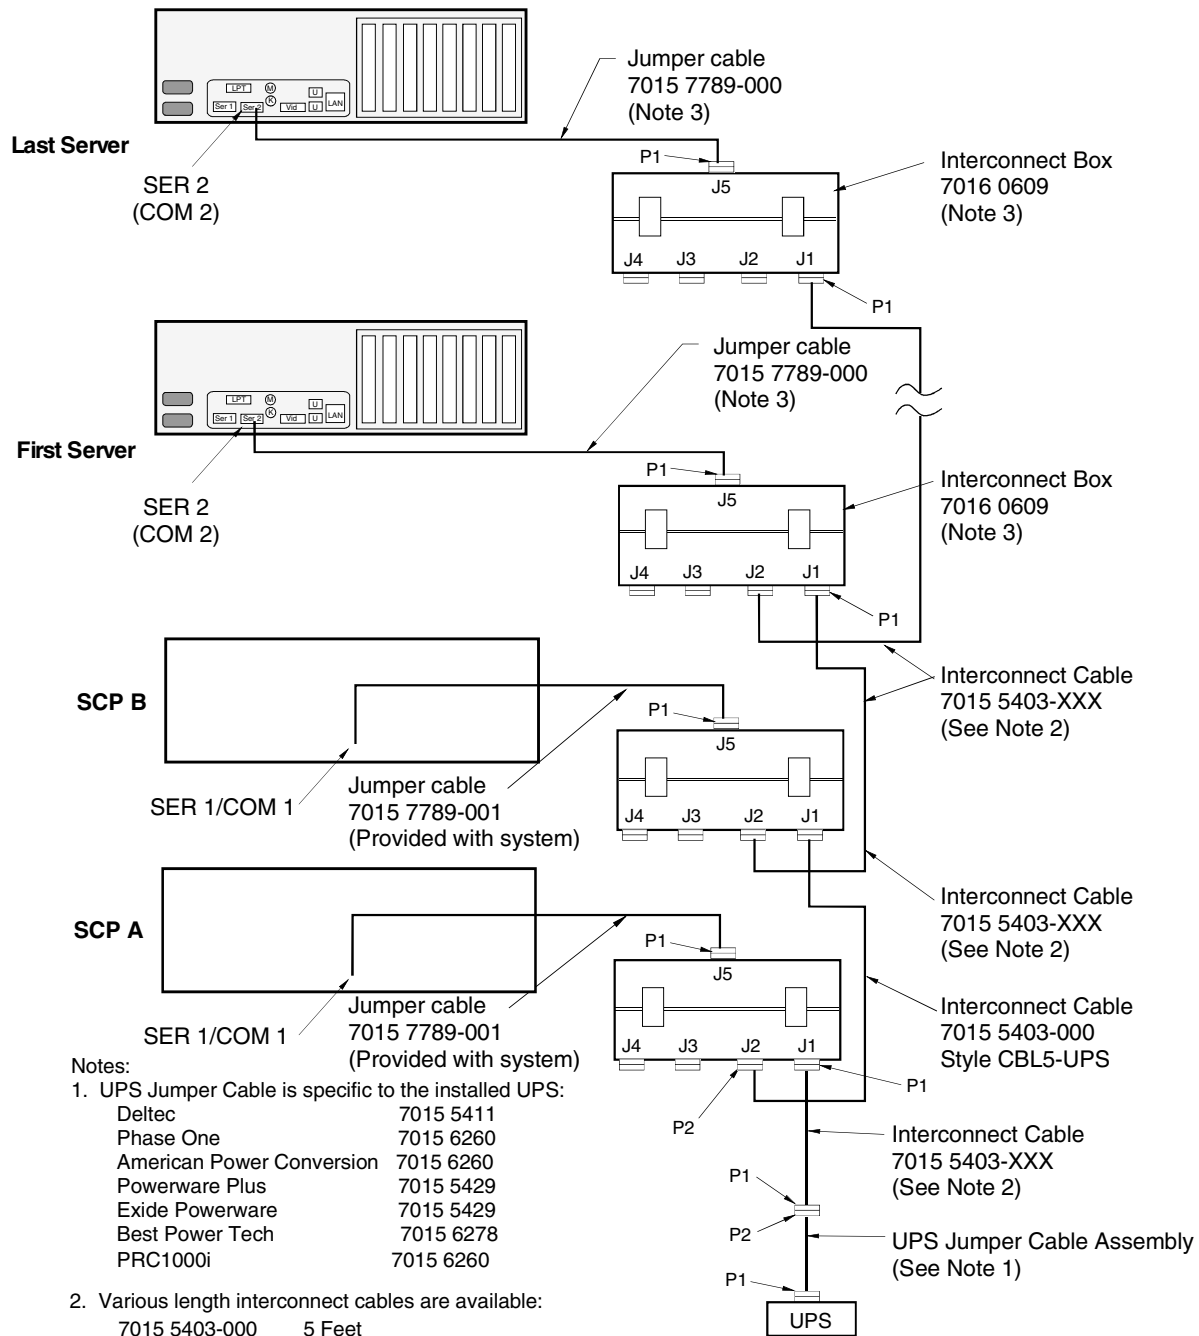 Jumper cable
7015 7789-000
(Note 3)
LPT M U
K LAN
Ser 1 Ser 2 Vid U
Last Server
P1
J5
Interconnect Box
7016 0609
(Note 3)
SER 2
(COM 2)
J4 J3 J2 J1
P1
Jumper cable
7015 7789-000
(Note 3)
LPT M U
K LAN
Ser 1 Ser 2 Vid U
First Server
P1
J5
Interconnect Box
7016 0609
(Note 3)
SER 2
(COM 2)
J4 J3 J2 J1
P1
Interconnect Cable
7015 5403-XXX
(See Note 2)
SCP B
P1
J5
SER 1/COM 1
Jumper cable
7015 7789-001
(Provided with system)
J4 J3 J2 J1
Interconnect Cable
7015 5403-XXX
(See Note 2)
SCP A
P1
J5
SER 1/COM 1
Jumper cable
7015 7789-001
(Provided with system)
Interconnect Cable
7015 5403-000
Style CBL5-UPS
J4 J3 J2 J1
P1
P2
Interconnect Cable
7015 5403-XXX
(See Note 2)
P1
P2
UPS Jumper Cable Assembly
(See Note 1)
P1
UPS
Notes:
1. UPS Jumper Cable is specific to the installed UPS:
Deltec 7015 5411
Phase One 7015 6260
American Power Conversion 7015 6260
Powerware Plus 7015 5429
Exide Powerware 7015 5429
Best Power Tech 7015 6278
PRC1000i 7015 6260
2. Various length interconnect cables are available:
7015 5403-000 5 Feet